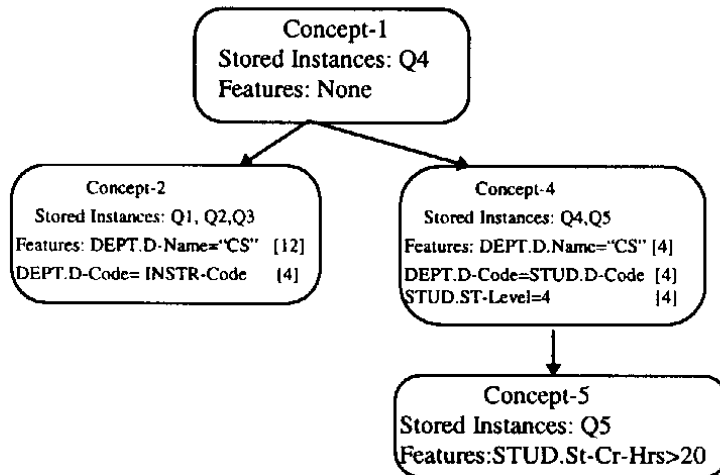 Concept-1
Stored Instances: Q4
Features: None
Concept-2
Stored Instances: Q1, Q2,Q3
Features: DEPT.D-Name="CS" [12]
DEPT.D-Code= INSTR-Code [4]
Concept-4
Stored Instances: Q4,Q5
Features: DEPT.D.Name="CS" [4]
DEPT.D-Code=STUD.D-Code [4]
STUD.ST-Level=4 [4]
Concept-5
Stored Instances: Q5
Features:STUD.St-Cr-Hrs>20